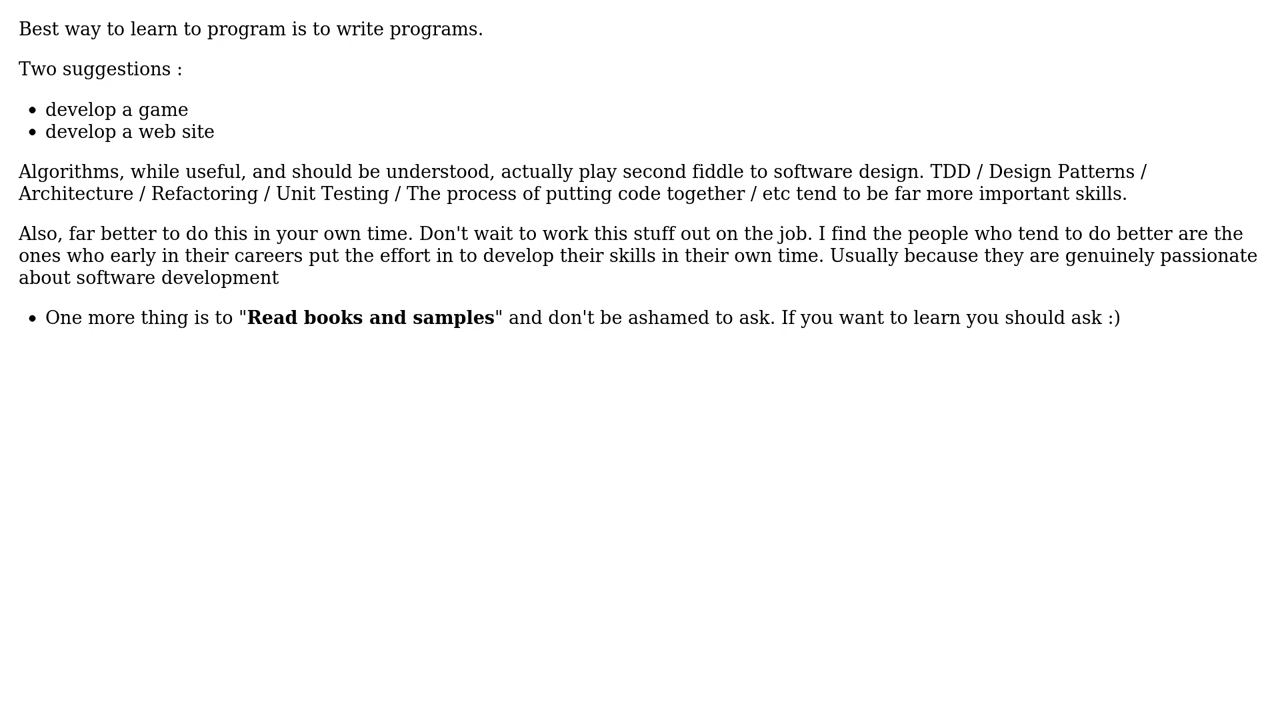 Best way to learn to program is to write programs.
Two suggestions :
• develop a game
• develop a web site
Algorithms, while useful, and should be understood, actually play second fiddle to software design. TDD / Design Patterns /
Architecture / Refactoring / Unit Testing / The process of putting code together / etc tend to be far more important skills.
Also, far better to do this in your own time. Don't wait to work this stuff out on the job. I find the people who tend to do better are the
ones who early in their careers put the effort in to develop their skills in their own time. Usually because they are genuinely passionate
about software development
• One more thing is to "Read books and samples" and don't be ashamed to ask. If you want to learn you should ask :)